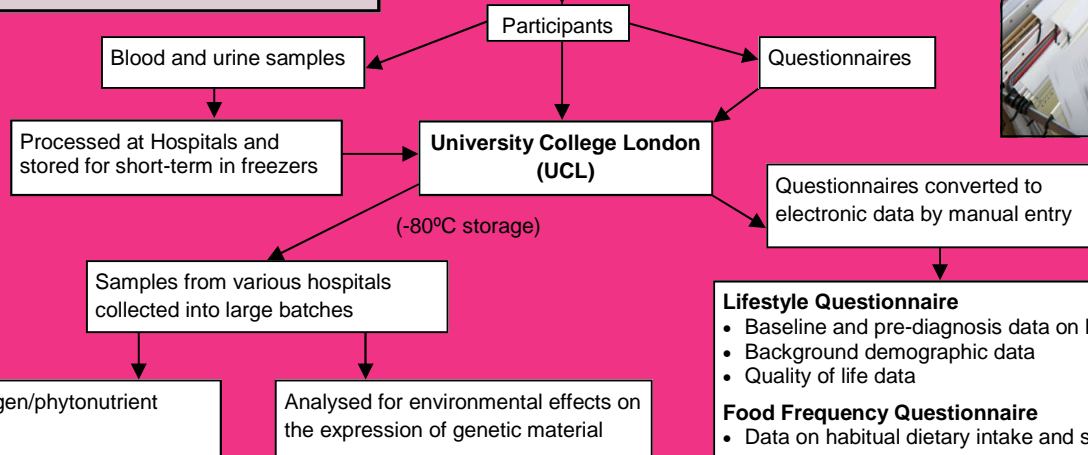 Participants
Blood and urine samples
Questionnaires
Processed at Hospitals and
stored for short-term in freezers
University College London
(UCL)
Questionnaires converted to
electronic data by manual entry
(-80ºC storage)
Samples from various hospitals
collected into large batches
Lifestyle Questionnaire
• Baseline and pre-diagnosis data on
• Background demographic data
• Quality of life data
Food Frequency Questionnaire
• Data on habitual dietary intake and
gen/phytonutrient
Analysed for environmental effects on
the expression of genetic material